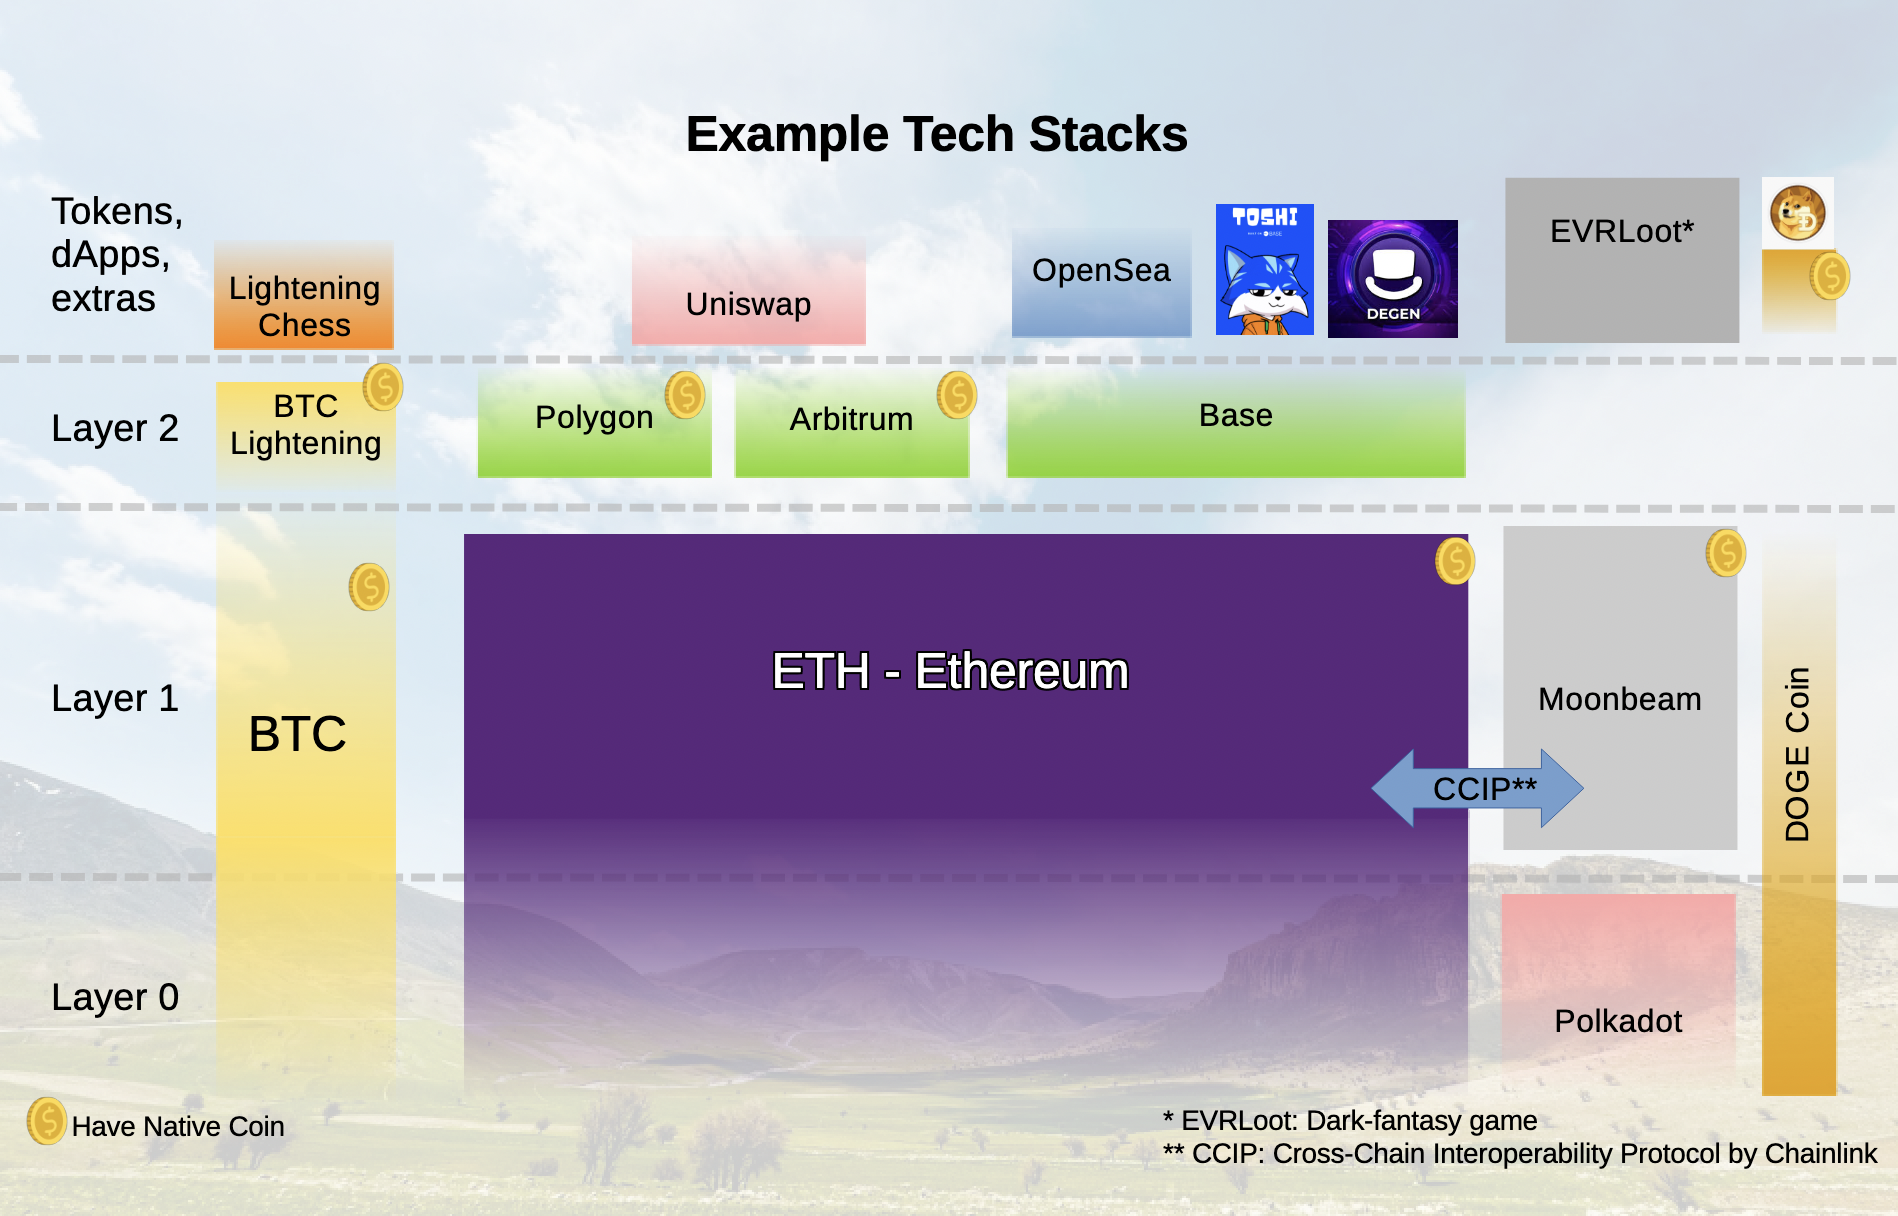 Example Tech Stacks
Tokens,
dApps,
extras
Lightening
Chess
Uniswap
OpenSea
TOSHI
DEGEN
EVRLoot*
Layer 2
BTC
Lightening
Polygon
Arbitrum
Base
Layer 1
BTC
ETH - Ethereum
Moonbeam
CCIP**
DOGE Coin
Layer 0
Polkadot
Have Native Coin
* EVRLoot: Dark-fantasy game
** CCIP: Cross-Chain Interoperability Protocol by Chainlink